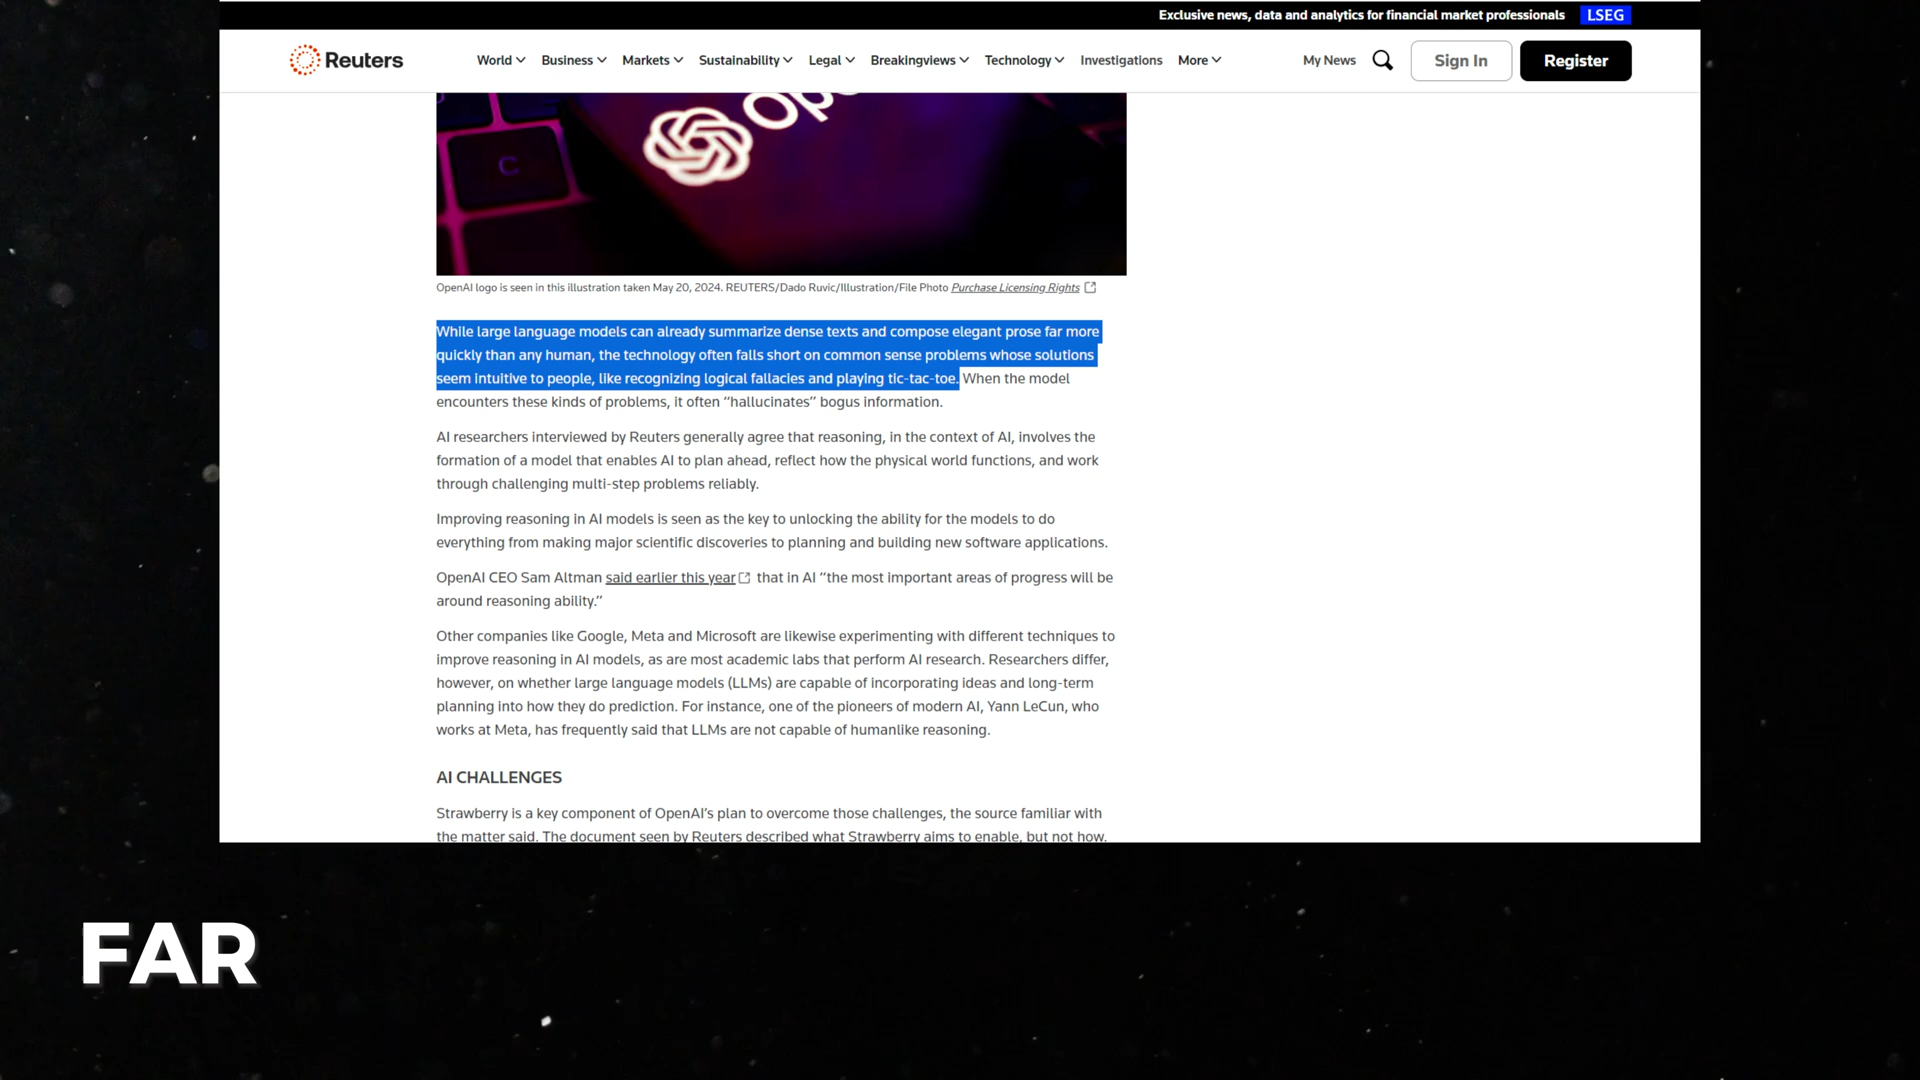 Exclusive news, data and analytics for financial market professionals LSEG
Reuters World Business Markets Sustainability Legal Breakingviews Technology Investigations More My News Sign In Register
C
OpenAI logo is seen in this illustration taken May 20, 2024. REUTERS/Dado Ruvic/Illustration/File Photo Purchase Licensing Rights
While large language models can already summarize dense texts and compose elegant prose far more
quickly than any human, the technology often falls short on common sense problems whose solutions
seem intuitive to people, like recognizing logical fallacies and playing tic-tac-toe. When the model
encounters these kinds of problems, it often “hallucinates” bogus information.
AI researchers interviewed by Reuters generally agree that reasoning, in the context of AI, involves the
formation of a model that enables AI to plan ahead, reflect how the physical world functions, and work
through challenging multi-step problems reliably.
Improving reasoning in AI models is seen as the key to unlocking the ability for the models to do
everything from making major scientific discoveries to planning and building new software applications.
OpenAI CEO Sam Altman said earlier this year that in AI “the most important areas of progress will be
around reasoning ability.”
Other companies like Google, Meta and Microsoft are likewise experimenting with different techniques to
improve reasoning in AI models, as are most academic labs that perform AI research. Researchers differ,
however, on whether large language models (LLMs) are capable of incorporating ideas and long-term
planning into how they do prediction. For instance, one of the pioneers of modern AI, Yann LeCun, who
works at Meta, has frequently said that LLMs are not capable of humanlike reasoning.
AI CHALLENGES
Strawberry is a key component of OpenAI’s plan to overcome those challenges, the source familiar with
the matter said. The document seen by Reuters described what Strawberry aims to enable, but not how.
FAR